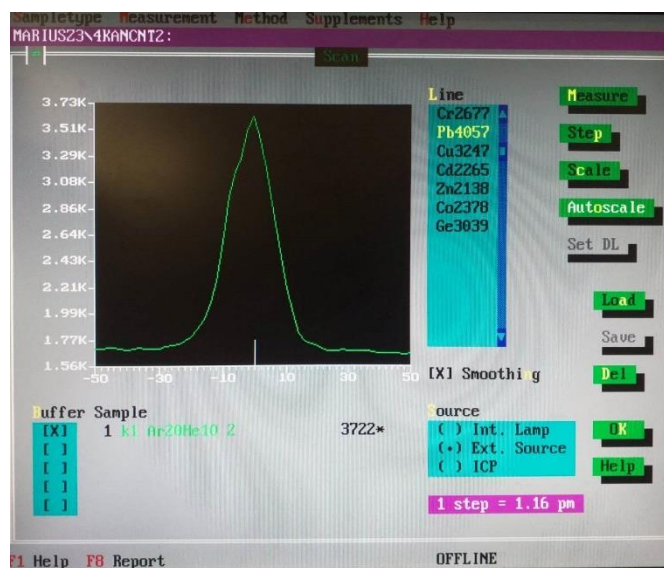 Sampletype Measurement Method Supplements Help
MARIUS23\4KANCNT2:
Scan
3.73K
3.51K
3.29K
3.08K
2.86K
2.64K
2.43K
2.21K
1.99K
1.77K
1.56K
-50 -30 -10 10 30 50
Line
Cr2677
Pb4057
Cu3247
Cd2265
Zn2138
Co2378
Ge3039
Measure
Step
Scale
Autoscale
Set DL
Load
Save
Del
OK
Help
[X] Smoothing
Buffer Sample
[X] 1 k1 Ar20He10 2 3722*
[ ]
[ ]
[ ]
[ ]
Source
( ) Int. Lamp
(•) Ext. Source
( ) ICP
1 step = 1.16 pm
F1 Help F8 Report OFFLINE